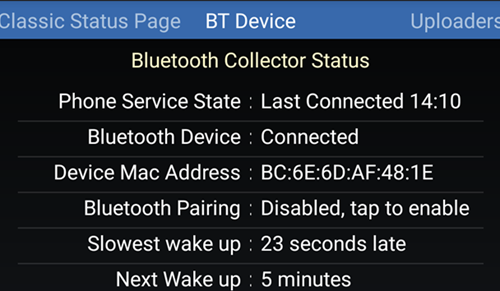 Classic Status Page BT Device Uploaders
Bluetooth Collector Status
Phone Service State : Last Connected 14:10
Bluetooth Device : Connected
Device Mac Address : BC:6E:6D:AF:48:1E
Bluetooth Pairing : Disabled, tap to enable
Slowest wake up : 23 seconds late
Next Wake up : 5 minutes